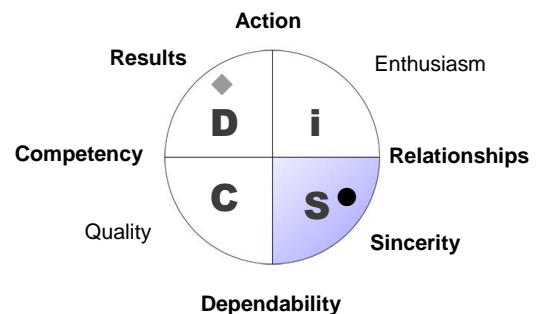 Action
Results
Enthusiasm
D i
Competency
Relationships
C S
Quality
Sincerity
Dependability